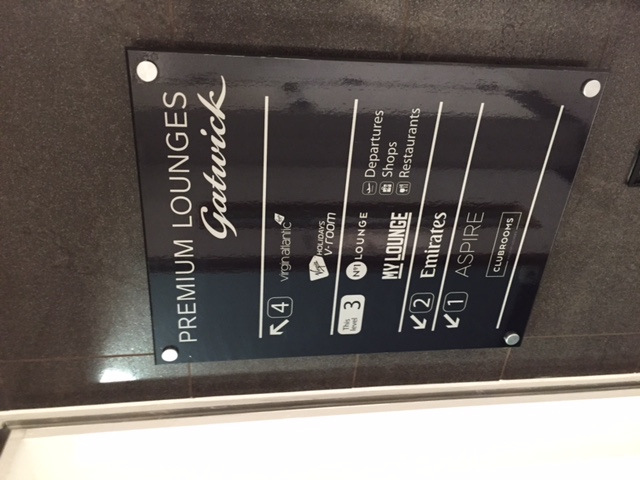 PREMIUM LOUNGES
Gatwick
4 virgin atlantic
Virgin HOLIDAYS
v-room
This level 3 No1 LOUNGE Departures
Shops
MY LOUNGE Restaurants
2 Emirates
1 ASPIRE
CLUBROOMS